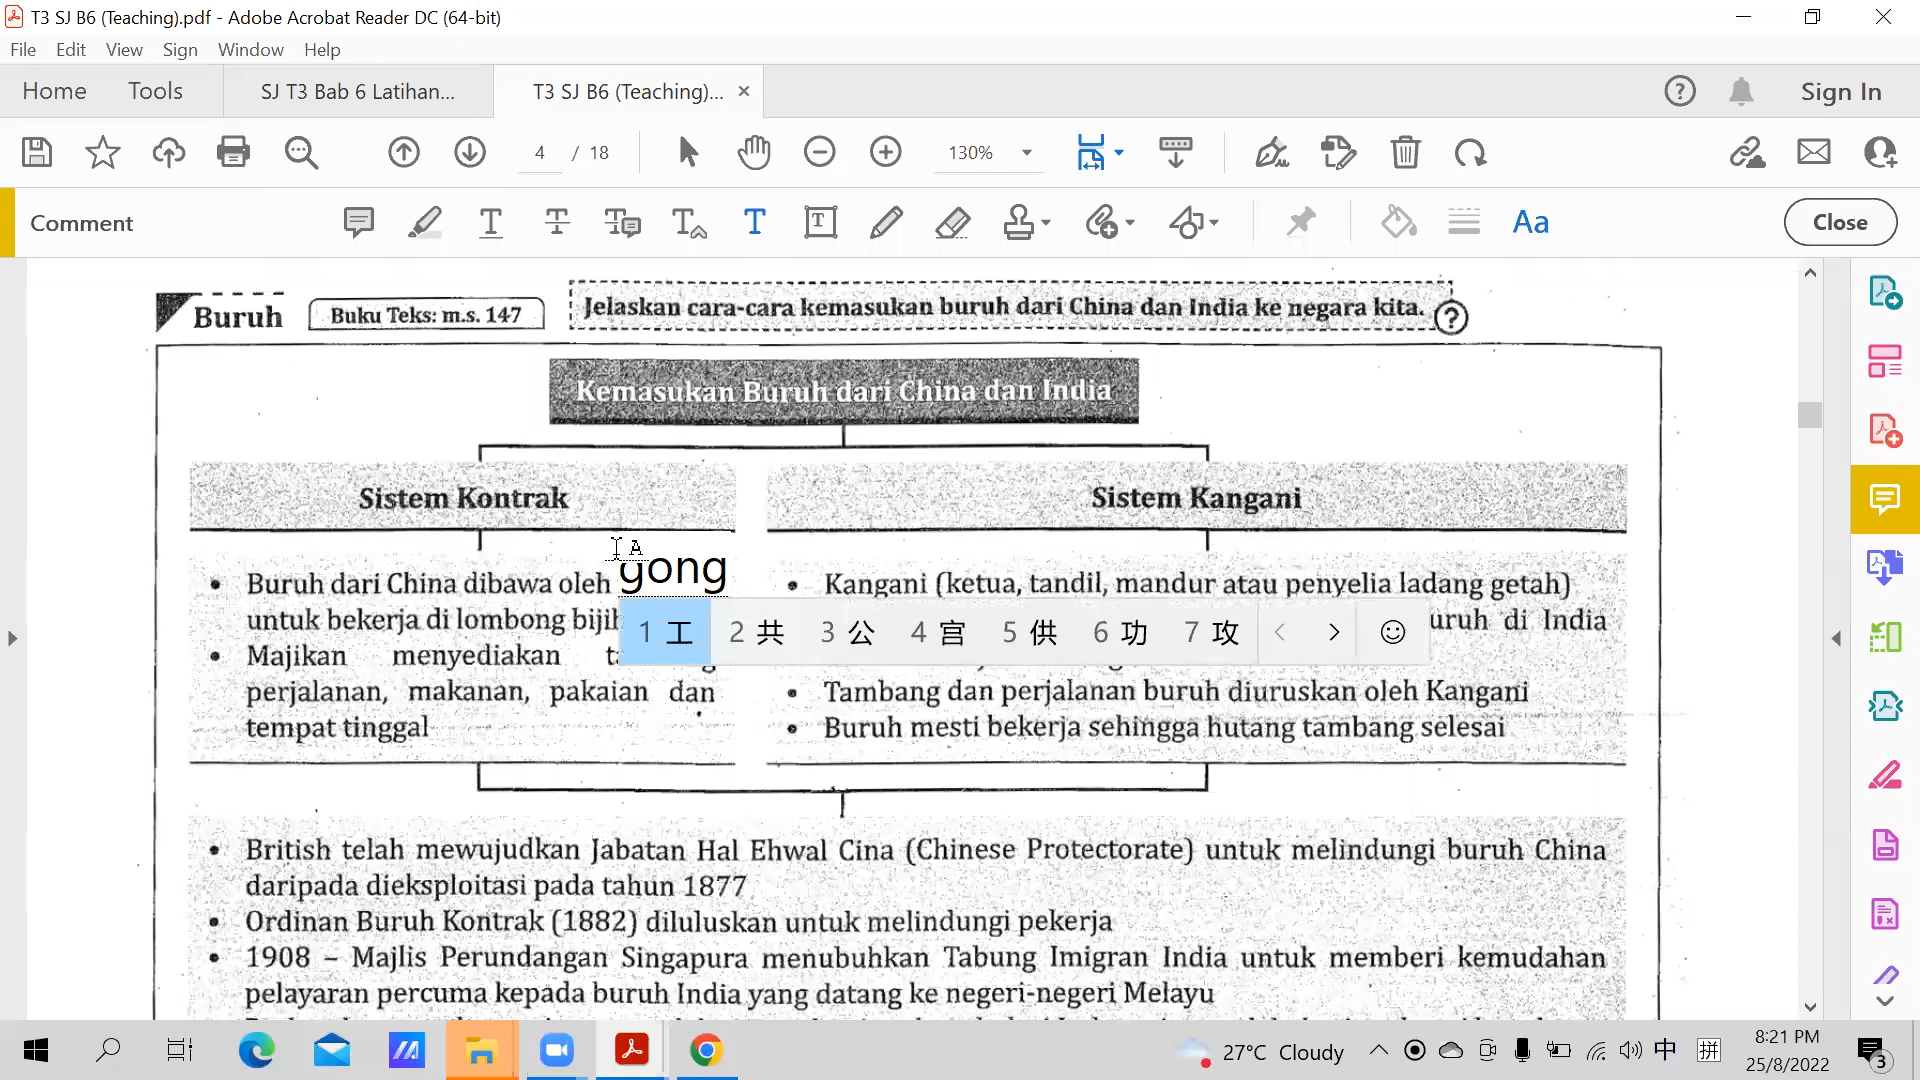 T3 SJ B6 (Teaching).pdf - Adobe Acrobat Reader DC (64-bit)
File Edit View Sign Window Help
Home Tools SJ T3 Bab 6 Latihan... T3 SJ B6 (Teaching)... × Sign In
4 / 18 130%
Comment Aa Close
Buruh Buku Teks: m.s. 147 Jelaskan cara-cara kemasukan buruh dari China dan India ke negara kita. ?
Kemasukan Buruh dari China dan India
Sistem Kontrak
• Buruh dari China dibawa oleh gong
untuk bekerja di lombong
• Majikan menyediakan
perjalanan, makanan, pakaian dan
tempat tinggal
1 工 2 共 3 公 4 宫 5 供 6 功 7 攻
Sistem Kangani
• Kangani (ketua, tandil, mandur atau penyelia ladang getah)
di India
• Tambang dan perjalanan buruh diuruskan oleh Kangani
• Buruh mesti bekerja sehingga hutang tambang selesai
• British telah mewujudkan Jabatan Hal Ehwal Cina (Chinese Protectorate) untuk melindungi buruh China
daripada dieksploitasi pada tahun 1877
• Ordinan Buruh Kontrak (1882) diluluskan untuk melindungi pekerja
• 1908 – Majlis Perundangan Singapura menubuhkan Tabung Imigran India untuk memberi kemudahan
pelayaran percuma kepada buruh India yang datang ke negeri-negeri Melayu
27°C Cloudy 中 拼 8:21 PM
25/8/2022 3